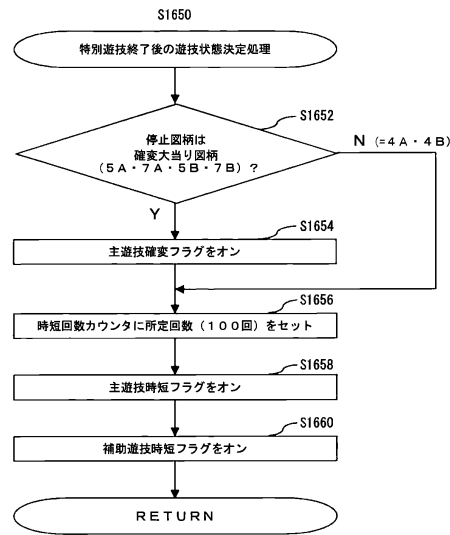 S1650
特別遊技終了後の遊技状態決定処理
S1652
停止図柄は
確変大当り図柄
(5A・7A・5B・7B)?
N (=4A・4B)
Y
S1654
主遊技確変フラグをオン
S1656
時短回数カウンタに所定回数(100回)をセット
S1658
主遊技時短フラグをオン
S1660
補助遊技時短フラグをオン
RETURN